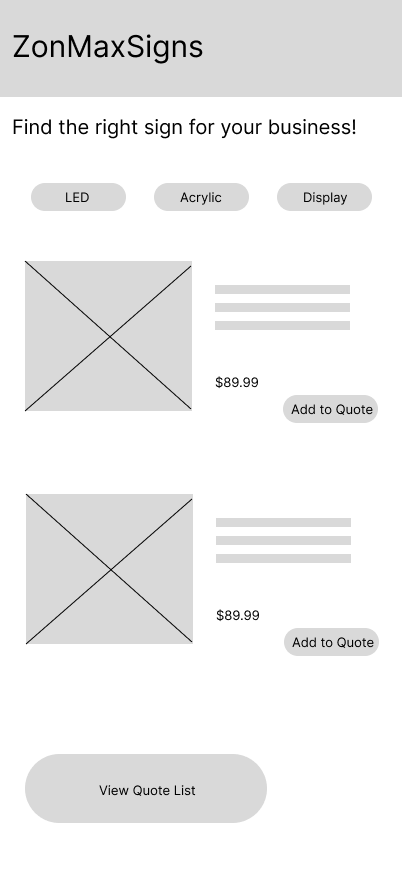 ZonMaxSigns
Find the right sign for your business!
LED
Acrylic
Display
$89.99
Add to Quote
$89.99
Add to Quote
View Quote List